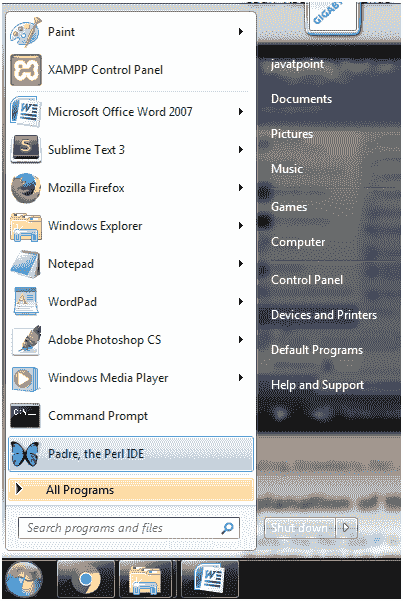 GIGABY
Paint
XAMPP Control Panel
Microsoft Office Word 2007
Sublime Text 3
Mozilla Firefox
Windows Explorer
Notepad
WordPad
Adobe Photoshop CS
Windows Media Player
Command Prompt
Padre, the Perl IDE
All Programs
Search programs and files
javatpoint
Documents
Pictures
Music
Games
Computer
Control Panel
Devices and Printers
Default Programs
Help and Support
Shut down